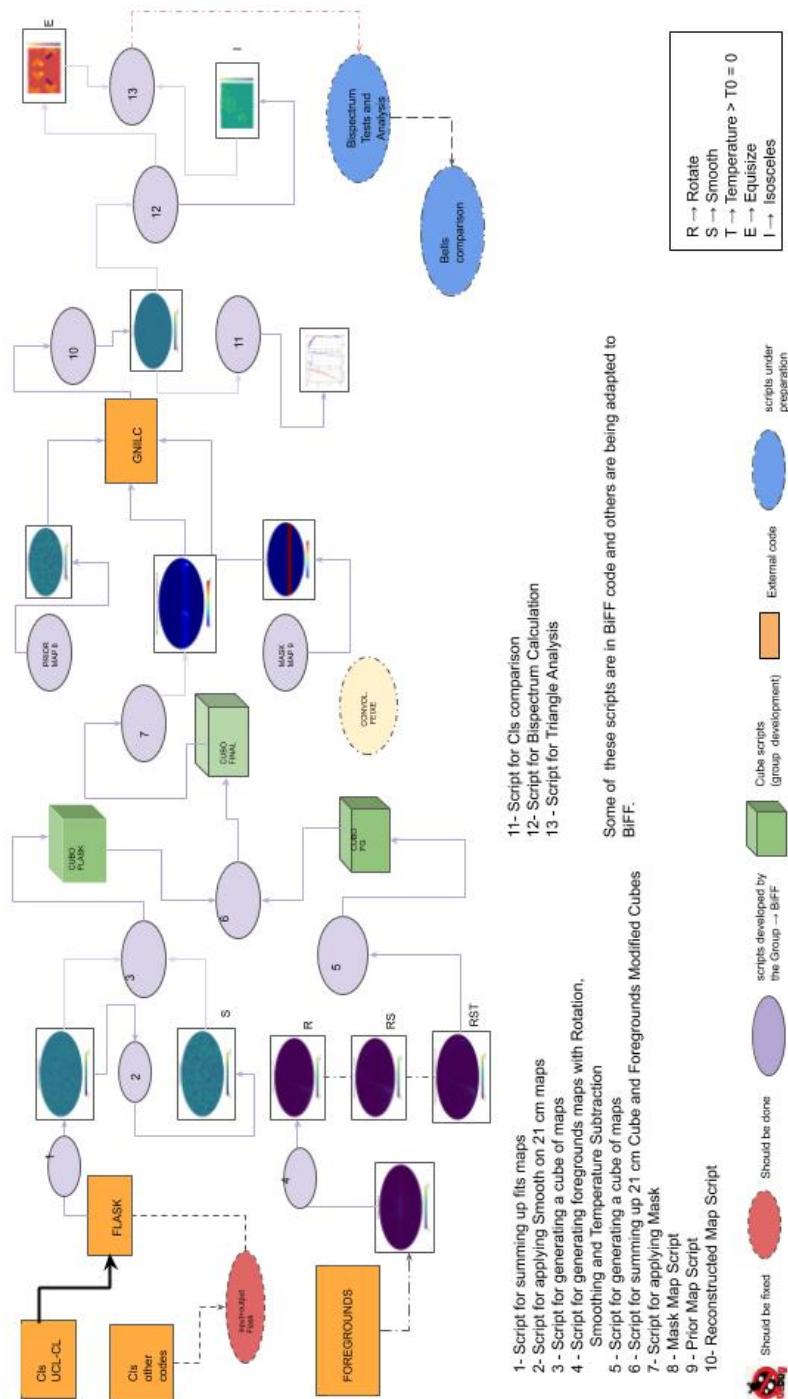 Cls
UCL-CL
FLASK
Cls
other
codes
FOREGROUNDS
1
2
S
3
4
R
RS
RST
5
CUBO
FLASK
6
CUBO
FG
CUBO
FINAL
7
CONVOL.
FEIXE
PRIOR
MAP 8
MASK
MAP 9
GNILC
10
11
12
E
13
I
Bispectrum
Tests and
Analysis
Bells
comparison
1- Script for summing up fits maps
2- Script for applying Smooth on 21 cm maps
3 - Script for generating a cube of maps
4 - Script for generating foregrounds maps with Rotation,
Smoothing and Temperature Subtraction
5 - Script for generating a cube of maps
6 - Script for summing up 21 cm Cube and Foregrounds Modified Cubes
7- Script for applying Mask
8 - Mask Map Script
9 - Prior Map Script
10- Reconstructed Map Script
11- Script for Cls comparison
12- Script for Bispectrum Calculation
13 - Script for Triangle Analysis
Some of these scripts are in BiFF code and others are being adapted to
BiFF.
R → Rotate
S → Smooth
T → Temperature > T0 = 0
E → Equisize
I → Isosceles
Should be fixed
Should be done
scripts developed by
the Group → BiFF
Cube scripts
(group development)
External code
scripts under
preparation